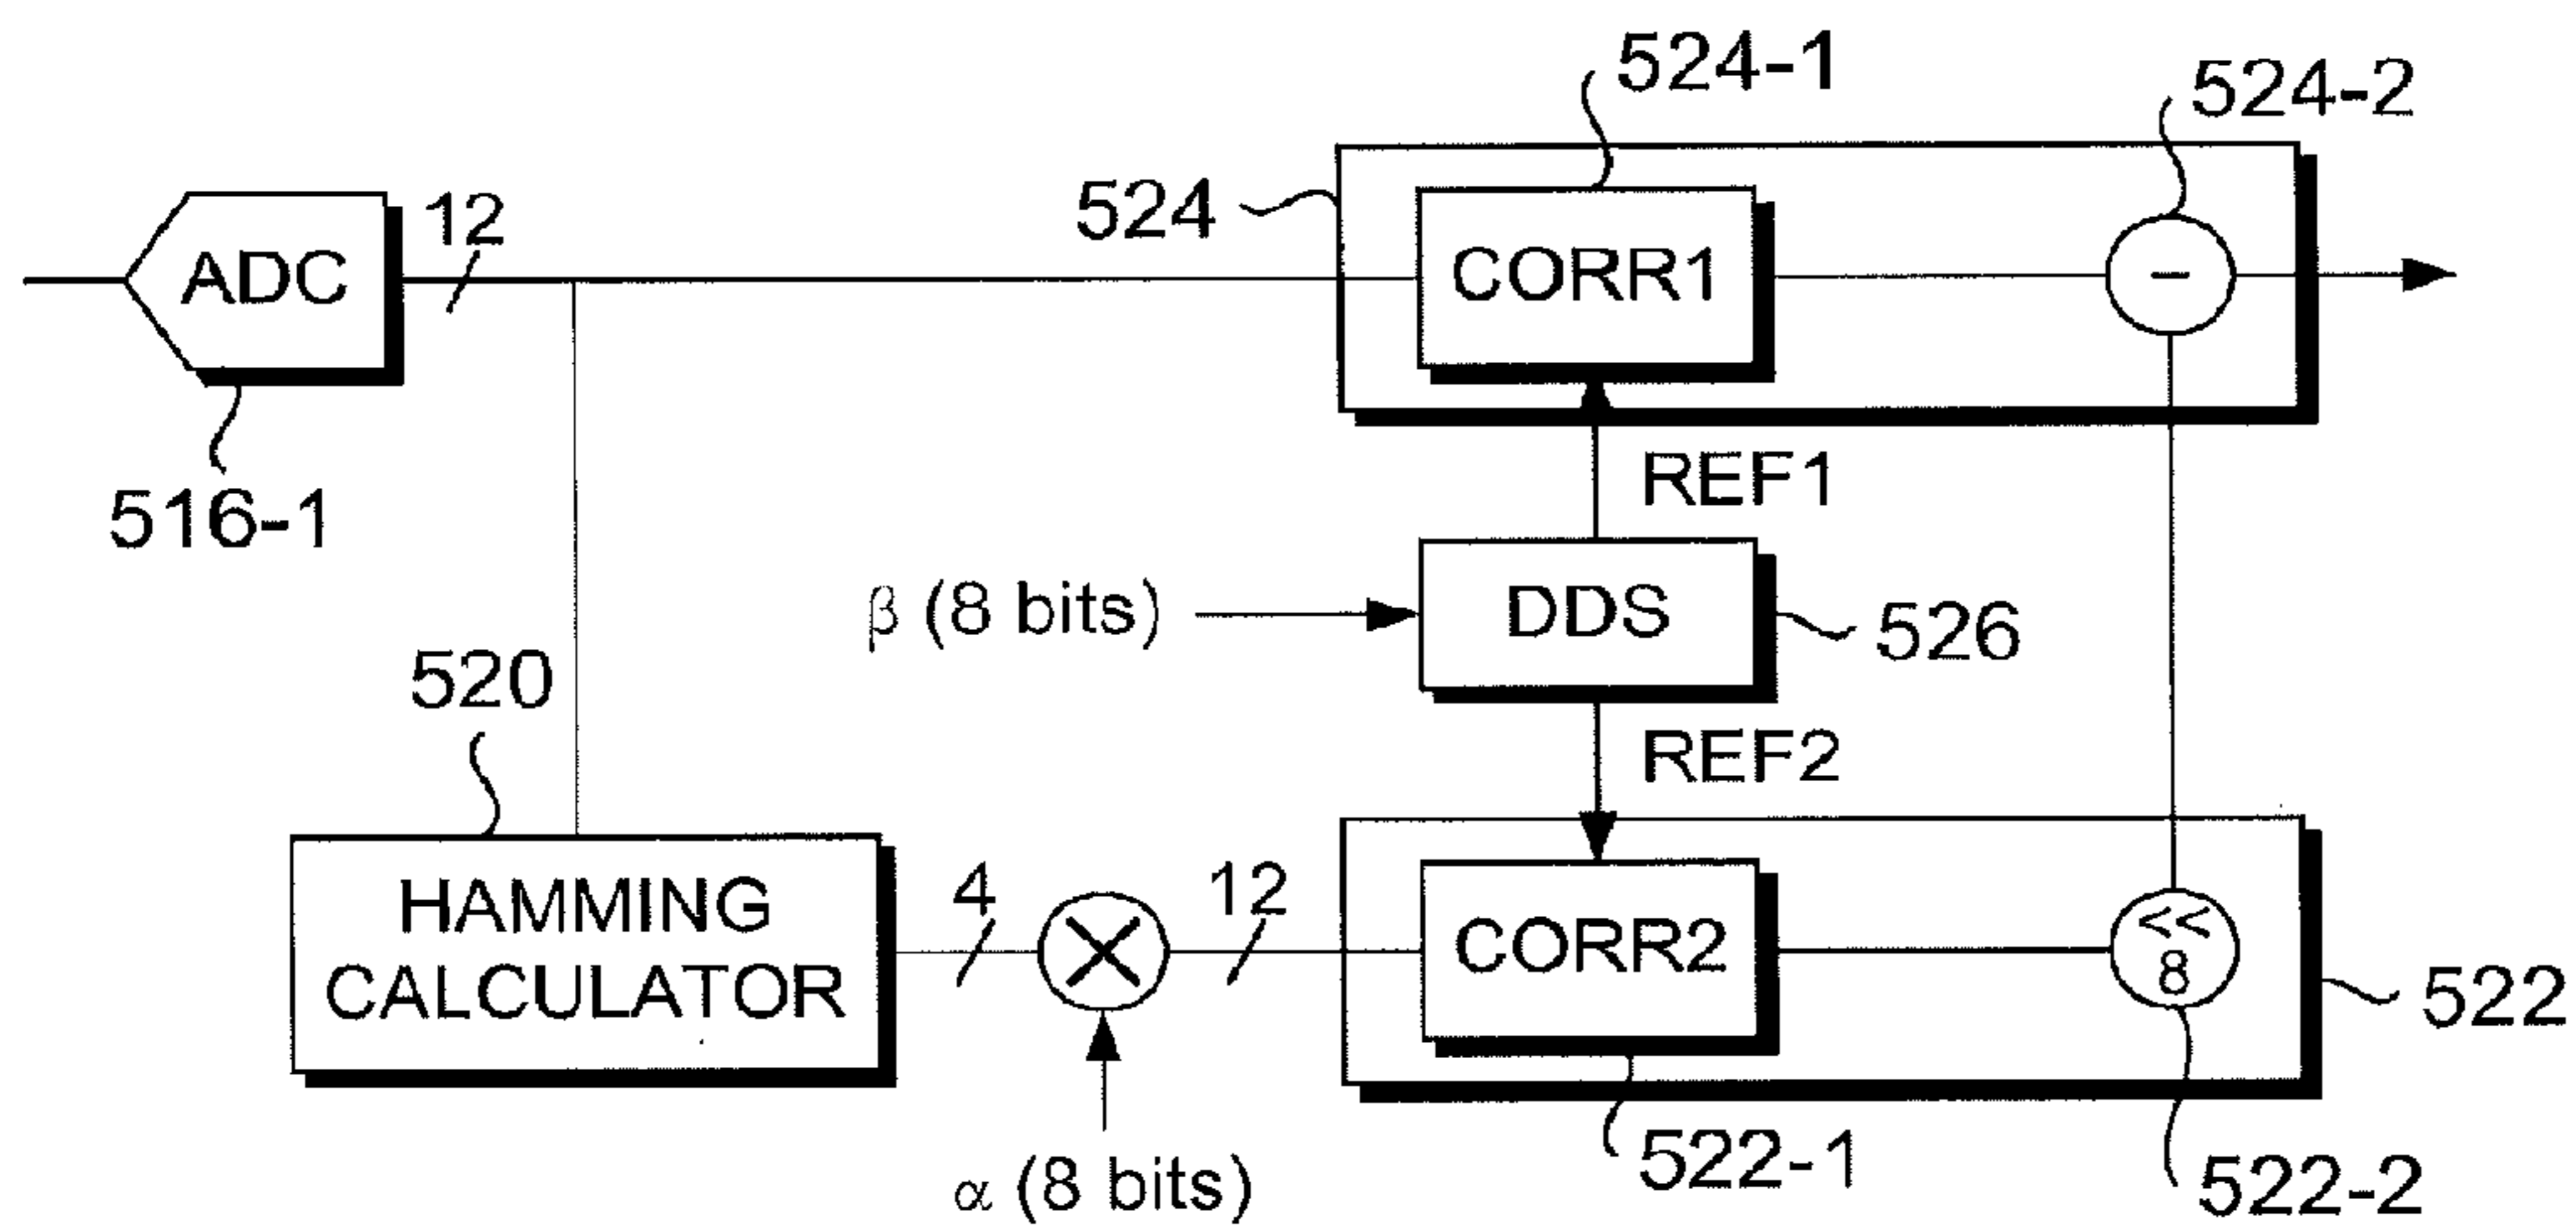 524-1
524-2
524
12
ADC
CORR1
-
516-1
REF1
β (8 bits)
DDS
526
520
REF2
HAMMING
CALCULATOR
4
12
CORR2
<<
8
522
α (8 bits)
522-1
522-2